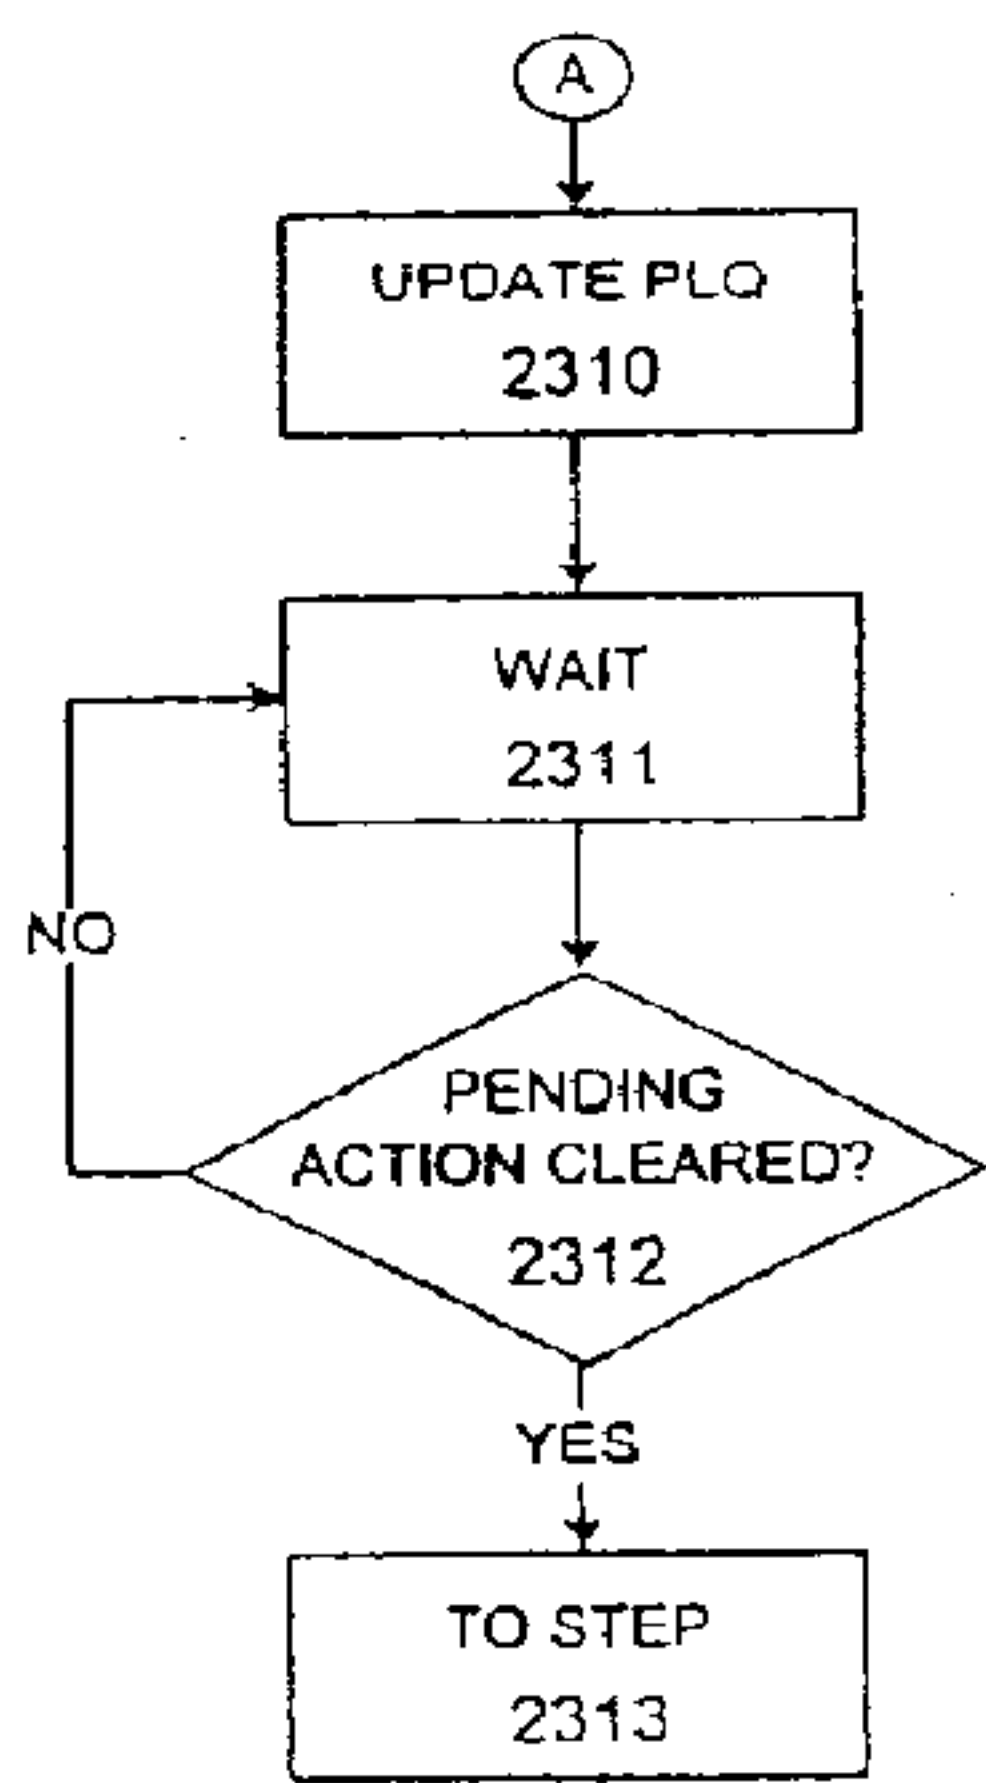 A
UPDATE PLQ
2310
WAIT
2311
NO
PENDING
ACTION CLEARED?
2312
YES
TO STEP
2313